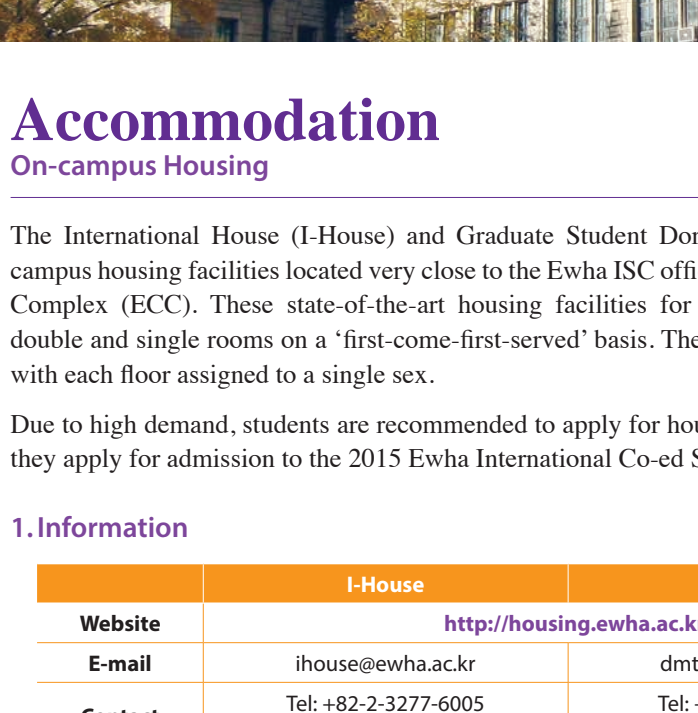 Accommodation
On-campus Housing
The International House (I-House) and Graduate Student
campus housing facilities located very close to the Ewha ISC
Complex (ECC). These state-of-the-art housing facilities for
double and single rooms on a ‘first-come-first-served’ basis. The
with each floor assigned to a single sex.
Due to high demand, students are recommended to apply for
they apply for admission to the 2015 Ewha International Co-ed
1. Information
I-House
Website http://housing.ewha.ac.k
E-mail ihouse@ewha.ac.kr
Tel: +82-2-3277-6005 Tel:
Contact